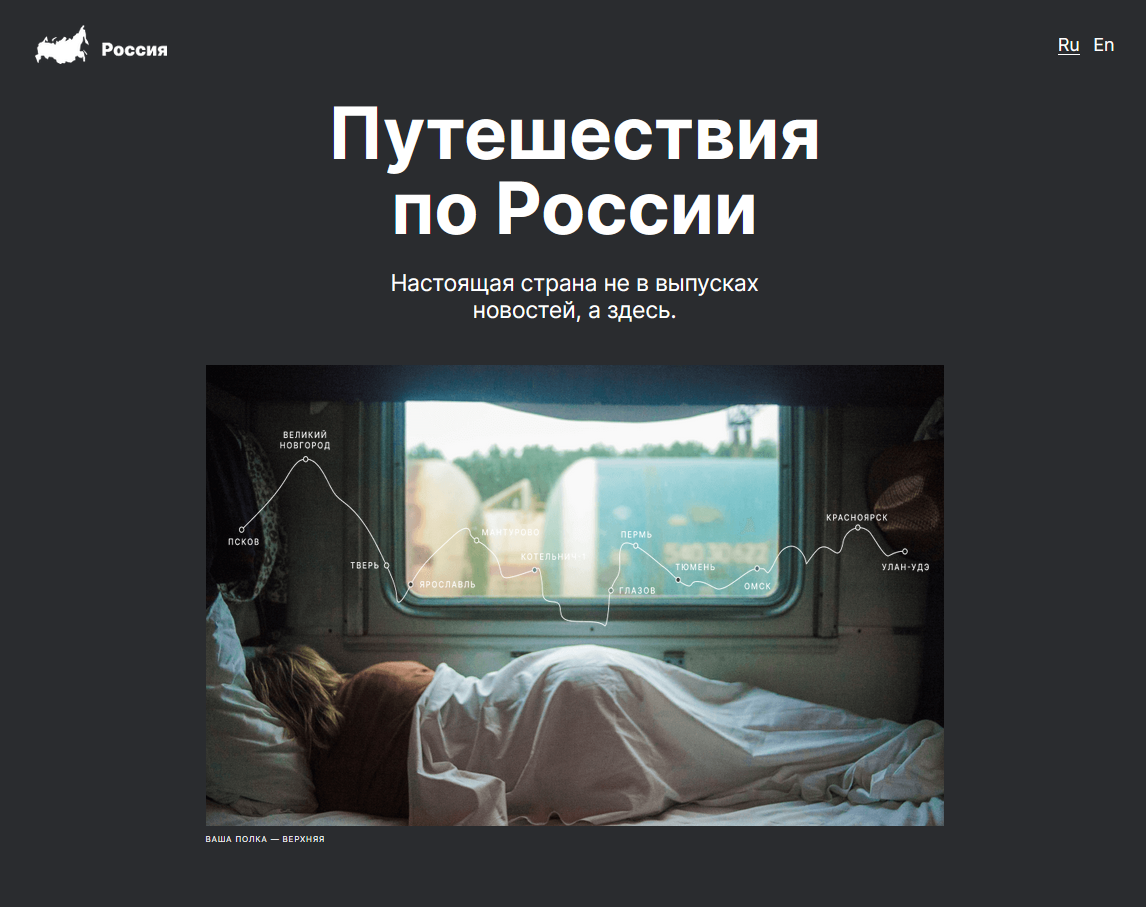 Россия
Ru En
Путешествия
по России
Настоящая страна не в выпусках
новостей, а здесь.
ВЕЛИКИЙ
НОВГОРОД
КРАСНОЯРСК
МАНТУРОВО
ПЕРМЬ
ПСКОВ
КОТЕЛЬНИЧ
ТВЕРЬ
ТЮМЕНЬ
УЛАН-УДЭ
ЯРОСЛАВЛЬ
ОМСК
ГЛАЗОВ
ВАША ПОЛКА — ВЕРХНЯЯ